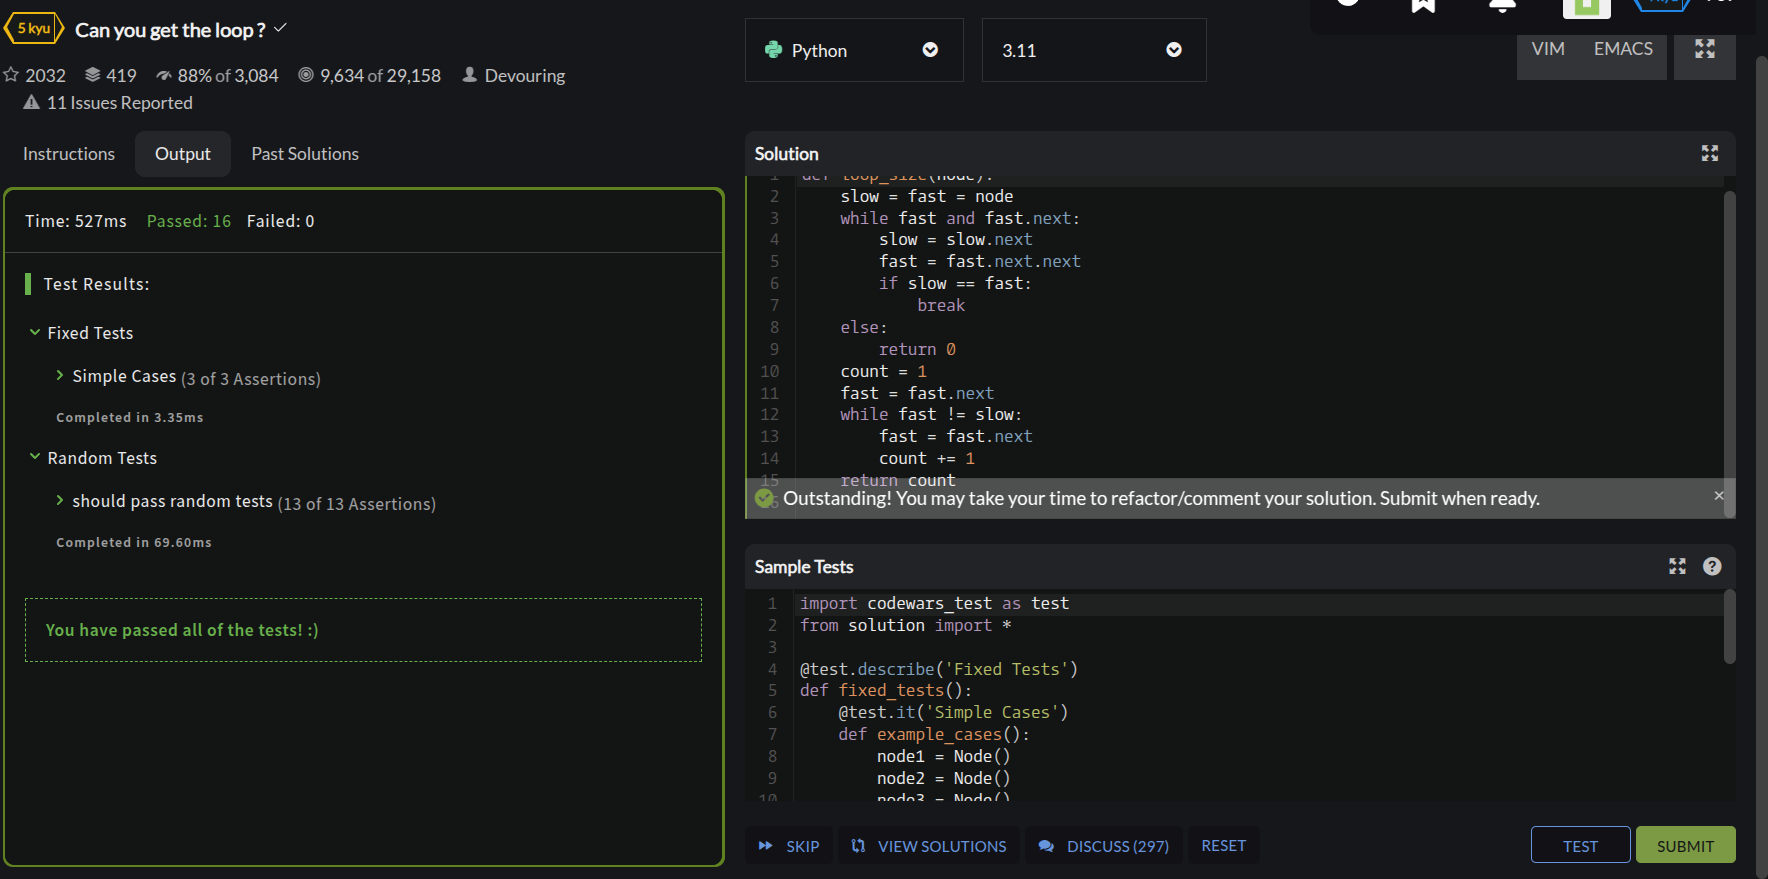 5 kyu
Can you get the loop ?
2032 419 88% of 3,084 9,634 of 29,158 Devouring
11 Issues Reported
Python
3.11
VIM EMACS
Instructions Output Past Solutions
Time: 527ms Passed: 16 Failed: 0
Test Results:
Fixed Tests
Simple Cases (3 of 3 Assertions)
Completed in 3.35ms
Random Tests
should pass random tests (13 of 13 Assertions)
Completed in 69.60ms
You have passed all of the tests! :)
Solution
1 def loop_size(node):
2 slow = fast = node
3 while fast and fast.next:
4 slow = slow.next
5 fast = fast.next.next
6 if slow == fast:
7 break
8 else:
9 return 0
10 count = 1
11 fast = fast.next
12 while fast != slow:
13 fast = fast.next
14 count += 1
15 return count
Outstanding! You may take your time to refactor/comment your solution. Submit when ready.
Sample Tests
1 import codewars_test as test
2 from solution import *
3
4 @test.describe('Fixed Tests')
5 def fixed_tests():
6 @test.it('Simple Cases')
7 def example_cases():
8 node1 = Node()
9 node2 = Node()
10 node3 = Node()
SKIP VIEW SOLUTIONS DISCUSS (297) RESET
TEST SUBMIT